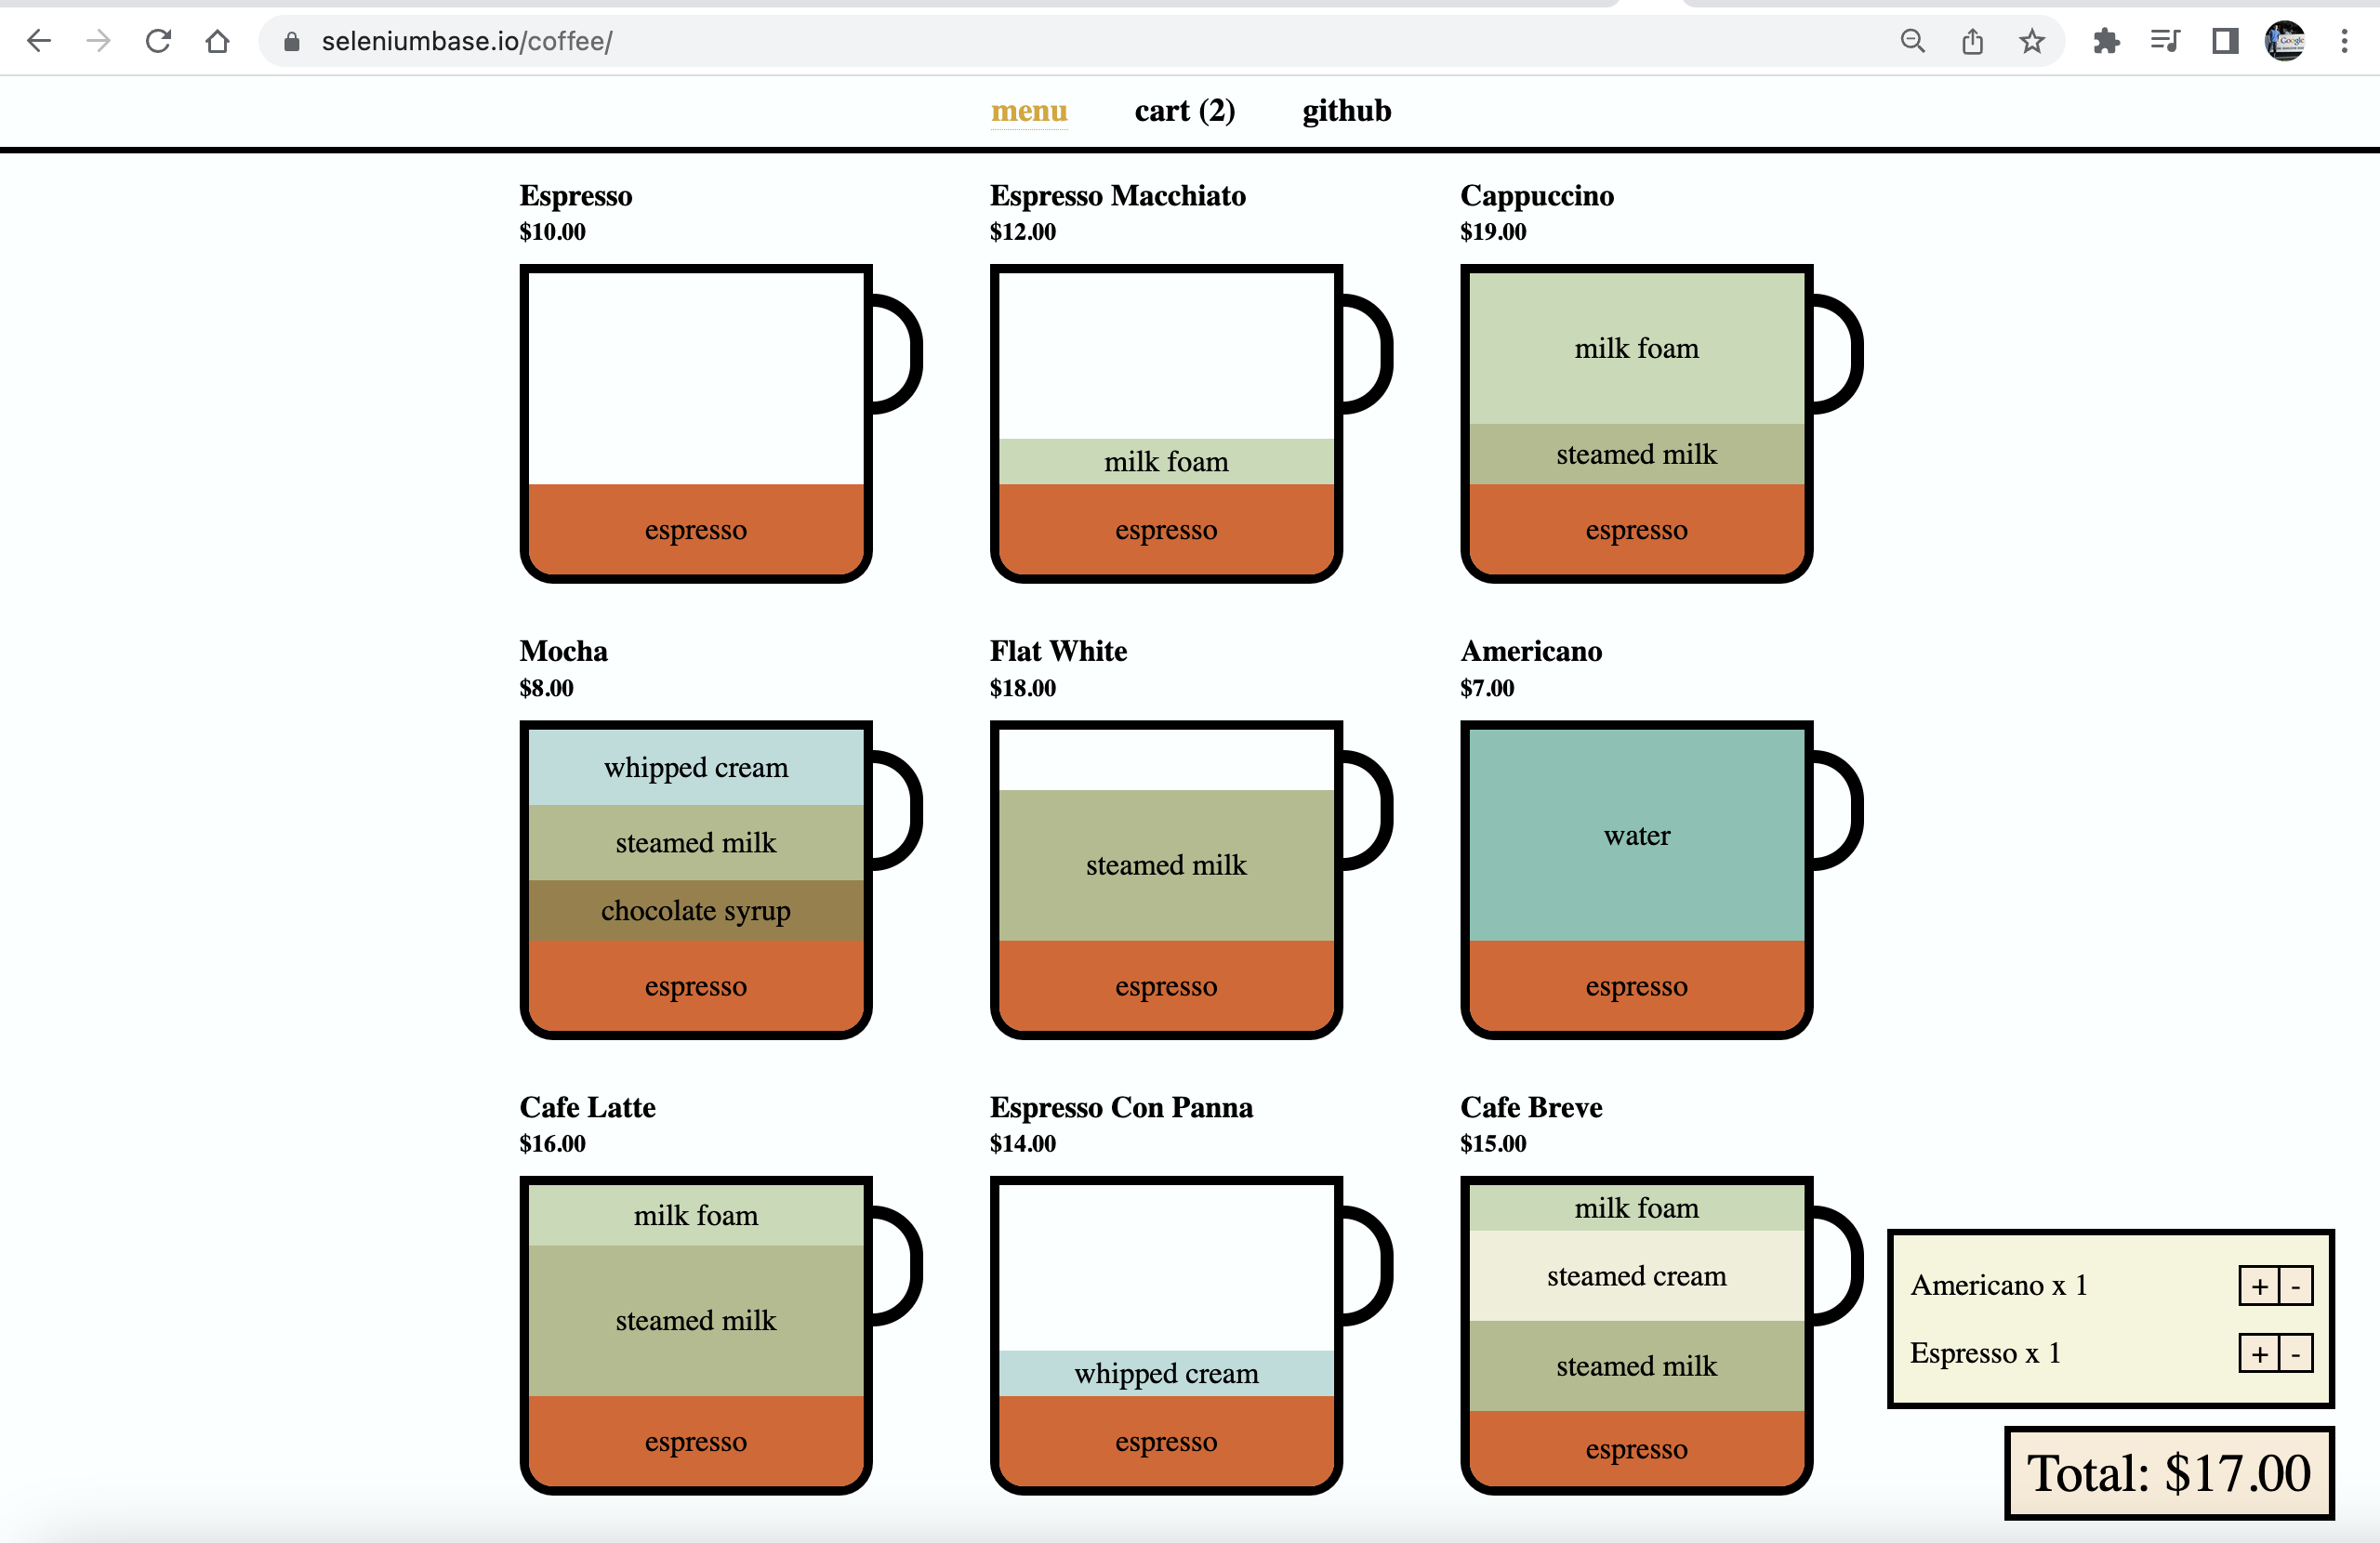 seleniumbase.io/coffee/
menu cart (2) github
Espresso
$10.00
espresso
Espresso Macchiato
$12.00
milk foam
espresso
Cappuccino
$19.00
milk foam
steamed milk
espresso
Mocha
$8.00
whipped cream
steamed milk
chocolate syrup
espresso
Flat White
$18.00
steamed milk
espresso
Americano
$7.00
water
espresso
Cafe Latte
$16.00
milk foam
steamed milk
espresso
Espresso Con Panna
$14.00
whipped cream
espresso
Cafe Breve
$15.00
milk foam
steamed cream
steamed milk
espresso
Americano x 1 + -
Espresso x 1 + -
Total: $17.00